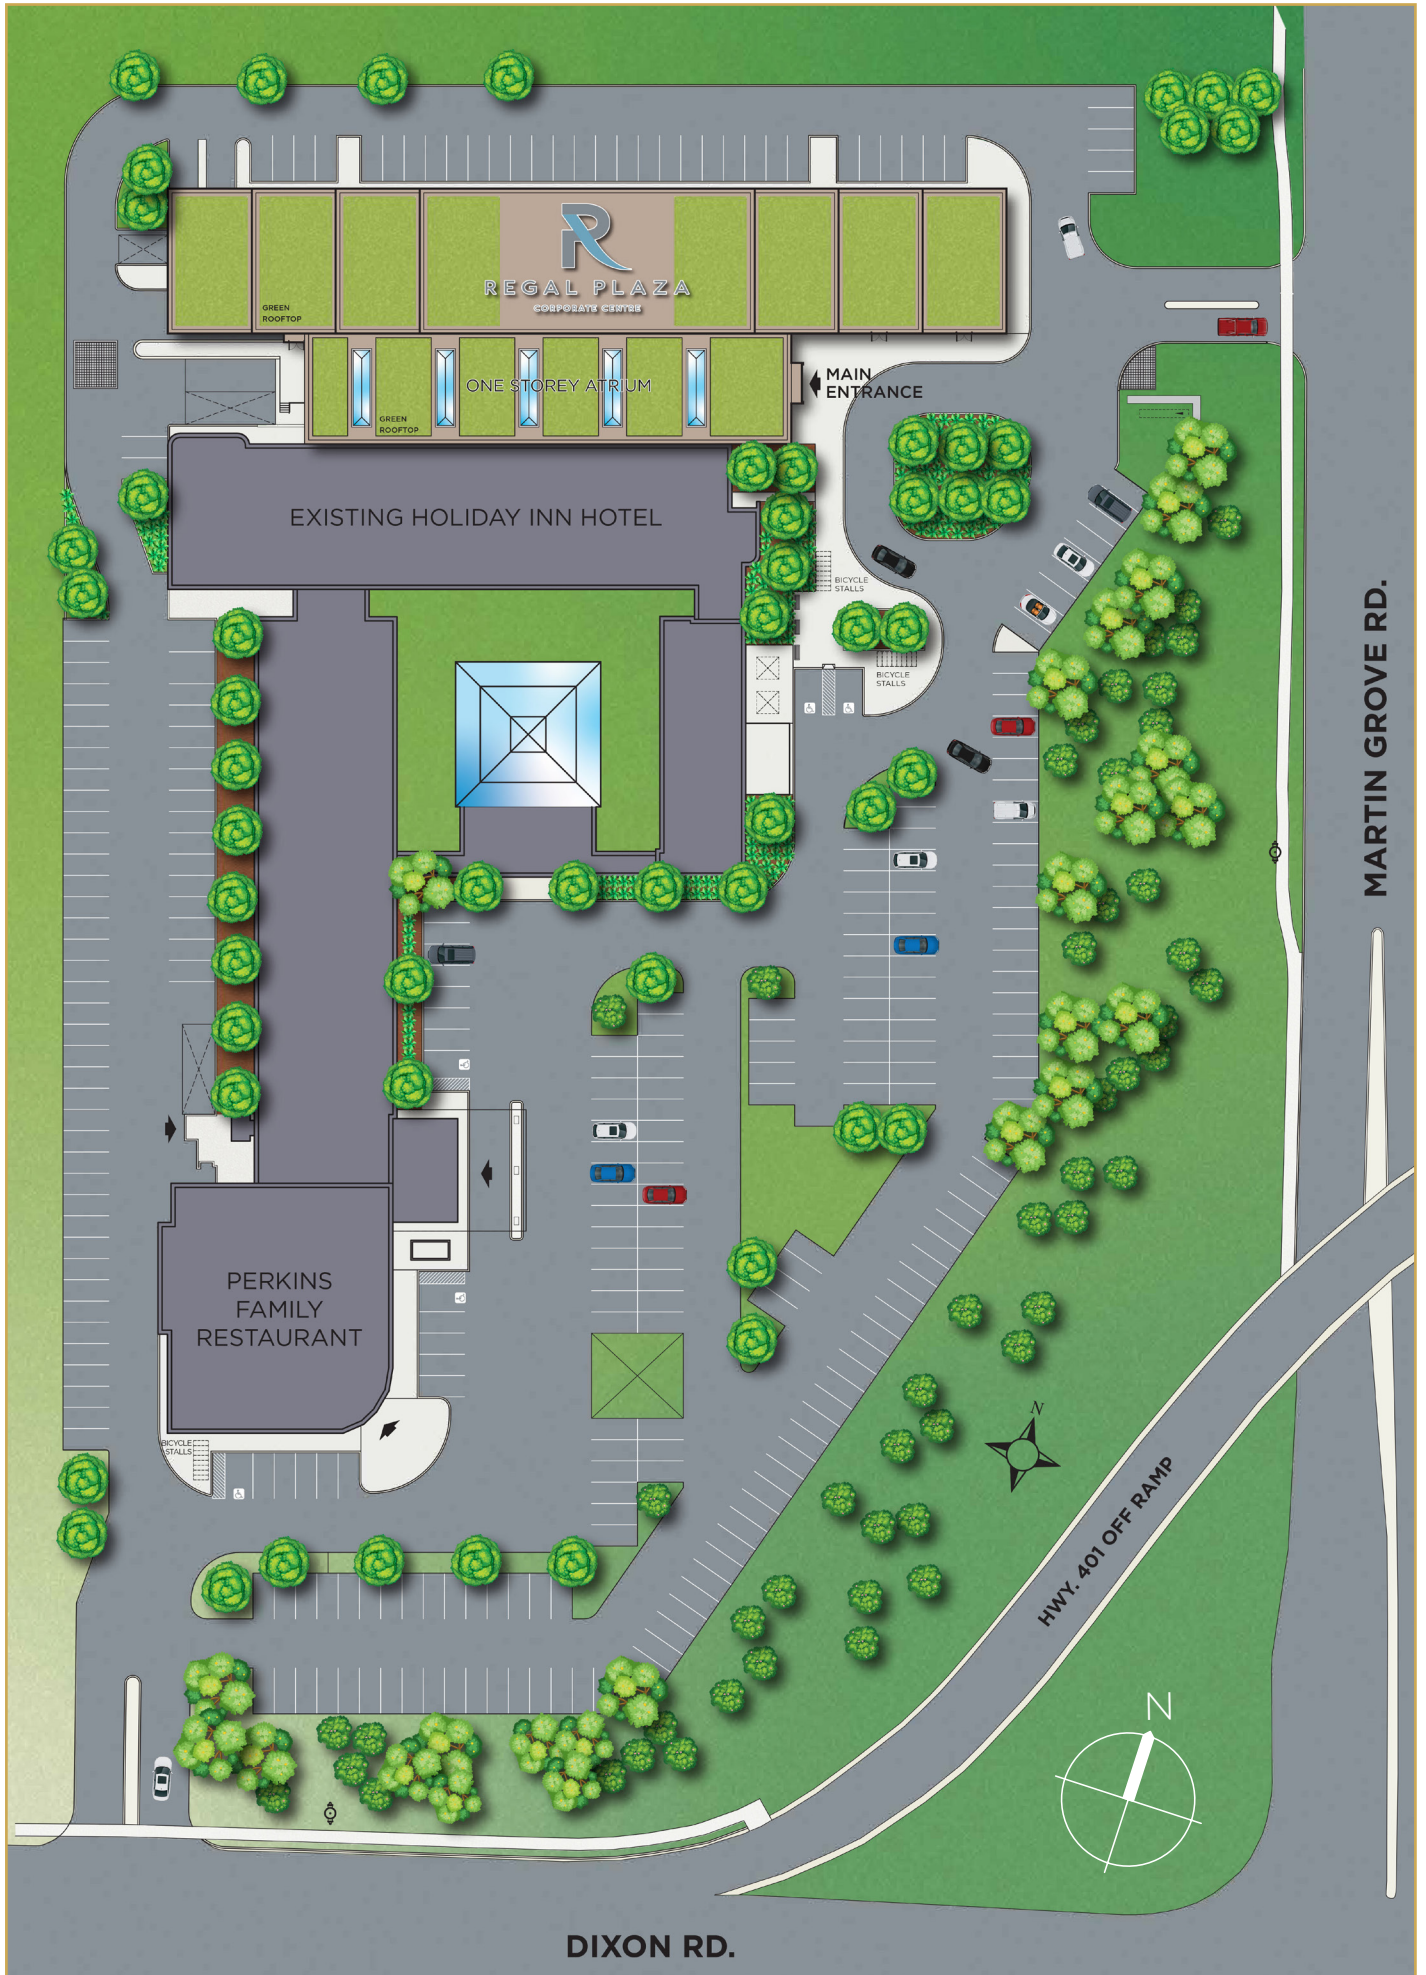 REGAL PLAZA
CORPORATE CENTRE
GREEN
ROOFTOP
ONE STOREY ATRIUM
MAIN
ENTRANCE
GREEN
ROOFTOP
EXISTING HOLIDAY INN HOTEL
BICYCLE
STALLS
BICYCLE
STALLS
MARTIN GROVE RD.
PERKINS
FAMILY
RESTAURANT
BICYCLE
STALLS
N
HWY. 401 OFF RAMP
N
DIXON RD.